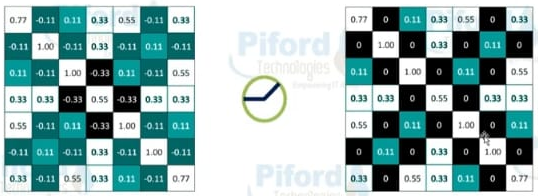 0.77 -0.11 0.11 0.33 0.55 -0.11 0.33
-0.11 1.00 -0.11 0.33 -0.11 0.11 -0.11
0.11 -0.11 1.00 -0.33 0.11 -0.11 0.55
0.33 0.33 -0.33 0.55 -0.33 0.33 0.33
0.55 -0.11 0.11 -0.33 1.00 -0.11 0.11
-0.11 0.11 -0.11 0.33 -0.11 1.00 -0.11
0.33 -0.11 0.55 0.33 0.11 -0.11 0.77
Piford
Technologies
0.77 0 0.11 0.33 0.55 0 0.33
0 1.00 0 0.33 0 0.11 0
0.11 0 1.00 0 0.11 0 0.55
0.33 0.33 0 0.55 0 0.33 0.33
0.55 0 0.11 0 1.00 0 0.11
0 0.11 0 0.33 0 1.00 0
0.33 0 0.55 0.33 0.11 0 0.77